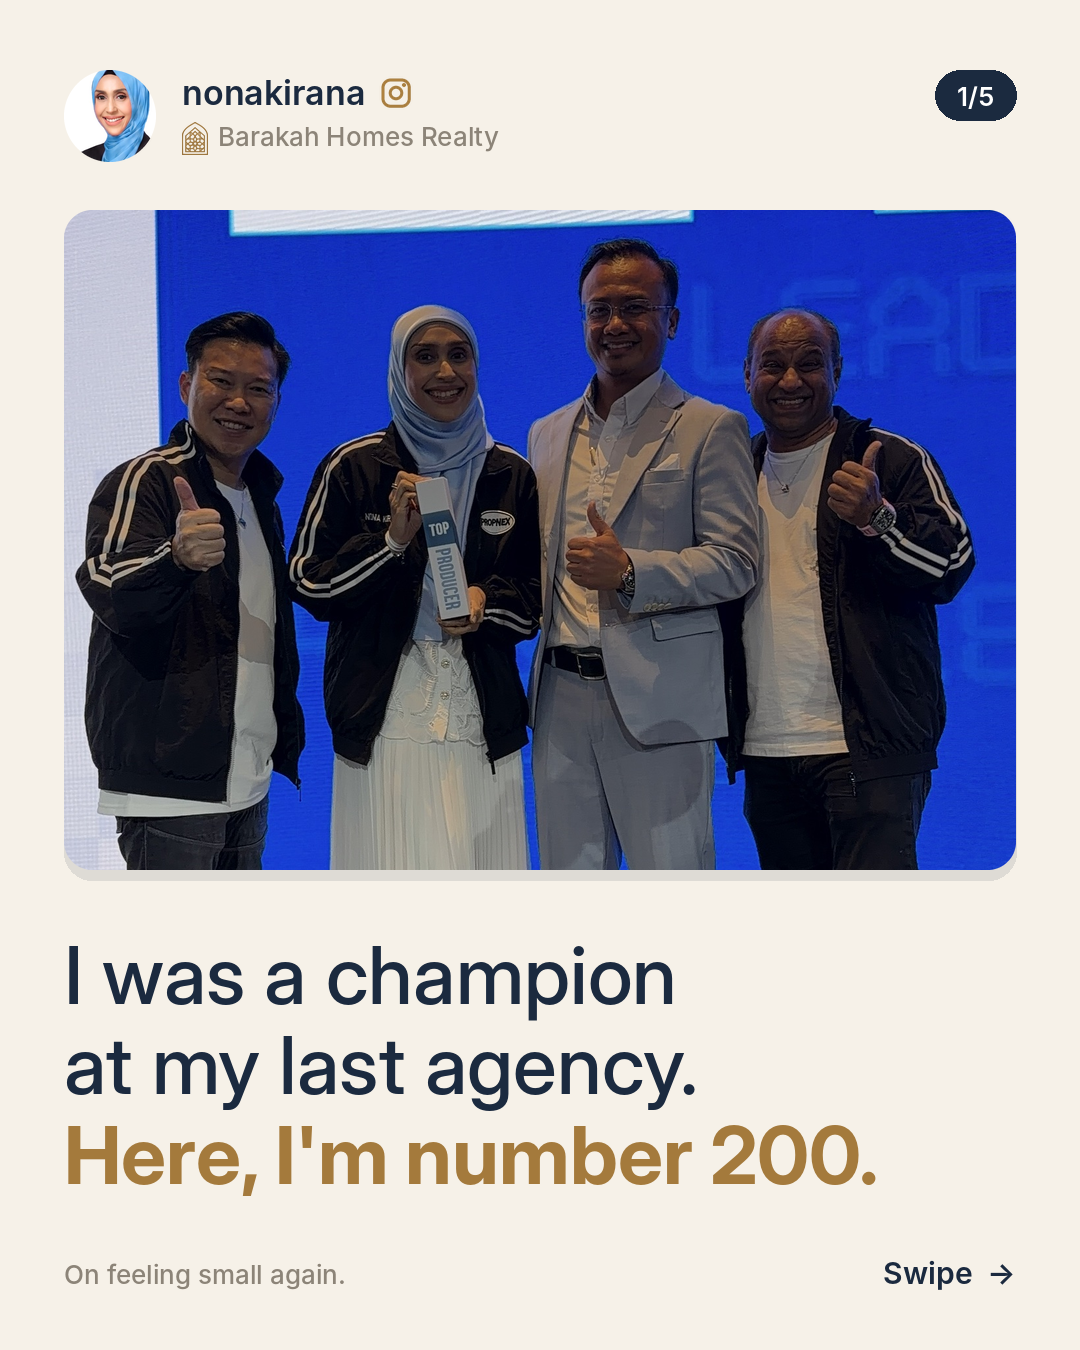 nonakirana
Barakah Homes Realty
1/5
LEAD
TOP
PRODUCER
PROPNEX
I was a champion
at my last agency.
Here, I'm number 200.
On feeling small again.
Swipe →